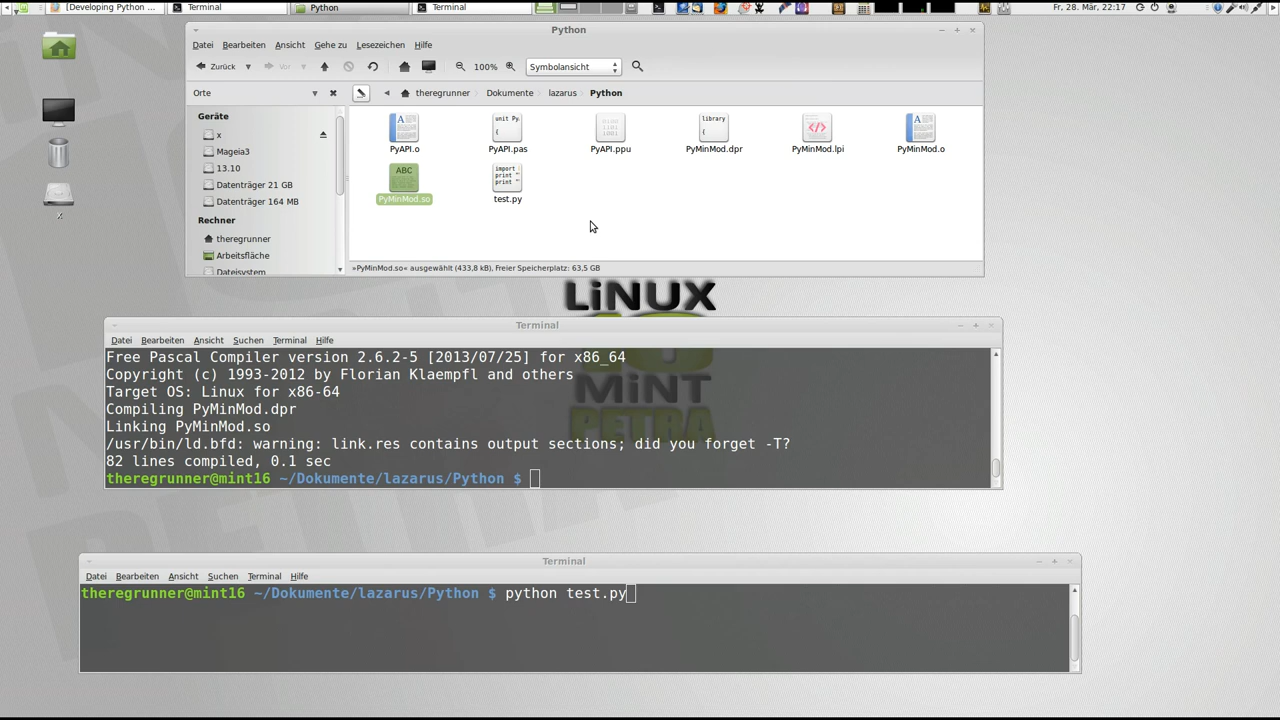 [Developing Python ...
Terminal
Python
Terminal
Fr, 28. Mär, 22:17
Python
Datei Bearbeiten Ansicht Gehe zu Lesezeichen Hilfe
Zurück Vor 100% Symbolansicht
Orte
theregrunner Dokumente lazarus Python
Geräte
x
Mageia3
13.10
Datenträger 21 GB
Datenträger 164 MB
Rechner
theregrunner
Arbeitsfläche
Dateisystem
PyAPI.o PyAPI.pas PyAPI.ppu PyMinMod.dpr PyMinMod.lpi PyMinMod.o
PyMinMod.so test.py
»PyMinMod.so« ausgewählt (433,8 kB), Freier Speicherplatz: 63,5 GB
x
LiNUX
MiNT
PETRA
Terminal
Datei Bearbeiten Ansicht Suchen Terminal Hilfe
Free Pascal Compiler version 2.6.2-5 [2013/07/25] for x86_64
Copyright (c) 1993-2012 by Florian Klaempfl and others
Target OS: Linux for x86-64
Compiling PyMinMod.dpr
Linking PyMinMod.so
/usr/bin/ld.bfd: warning: link.res contains output sections; did you forget -T?
82 lines compiled, 0.1 sec
theregrunner@mint16 ~/Dokumente/lazarus/Python $
Terminal
Datei Bearbeiten Ansicht Suchen Terminal Hilfe
theregrunner@mint16 ~/Dokumente/lazarus/Python $ python test.py